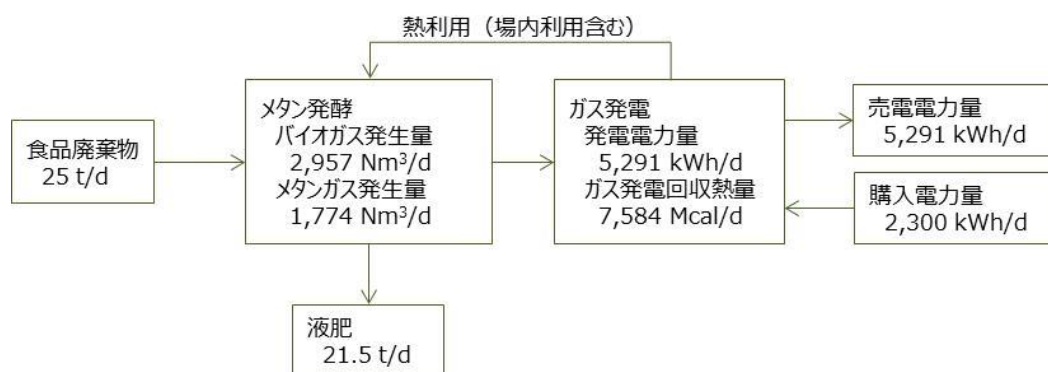 熱利用（場内利用含む）
食品廃棄物
25 t/d
メタン発酵
バイオガス発生量
2,957 Nm³/d
メタンガス発生量
1,774 Nm³/d
ガス発電
発電電力量
5,291 kWh/d
ガス発電回収熱量
7,584 Mcal/d
売電電力量
5,291 kWh/d
購入電力量
2,300 kWh/d
液肥
21.5 t/d